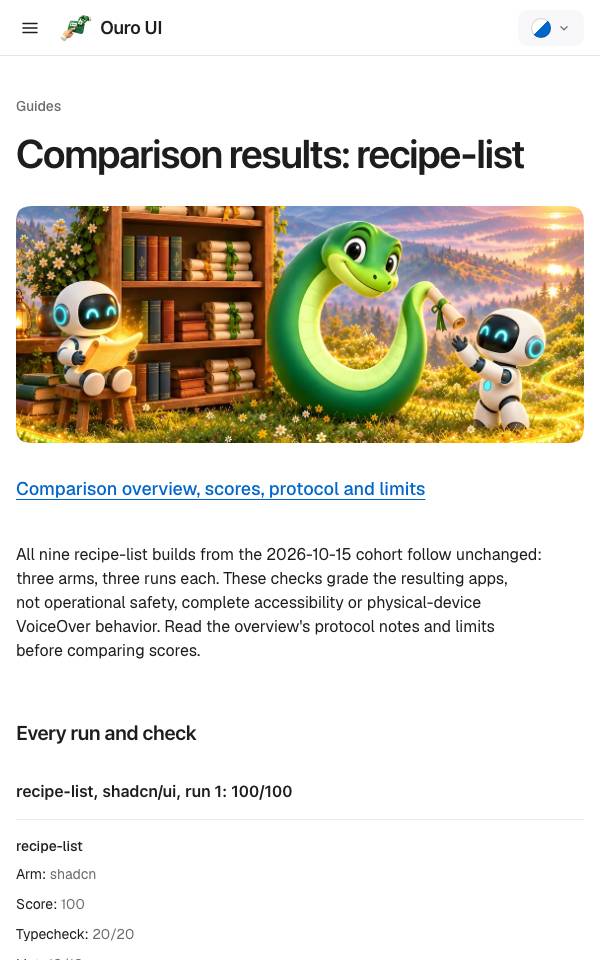 Ouro UI
Guides
Comparison results: recipe-list
Comparison overview, scores, protocol and limits
All nine recipe-list builds from the 2026-10-15 cohort follow unchanged:
three arms, three runs each. These checks grade the resulting apps,
not operational safety, complete accessibility or physical-device
VoiceOver behavior. Read the overview's protocol notes and limits
before comparing scores.
Every run and check
recipe-list, shadcn/ui, run 1: 100/100
recipe-list
Arm: shadcn
Score: 100
Typecheck: 20/20